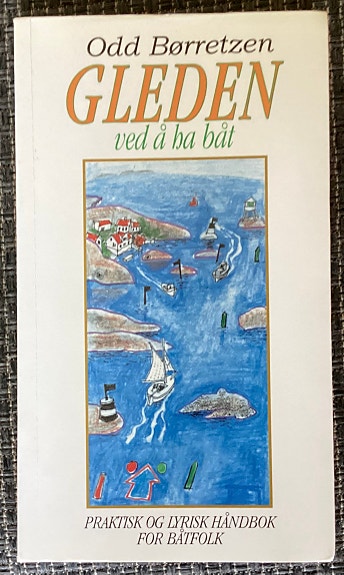 Odd Børretzen
GLEDEN
ved å ha båt
PRAKTISK OG LYRISK HÅNDBOK
FOR BÅTFOLK